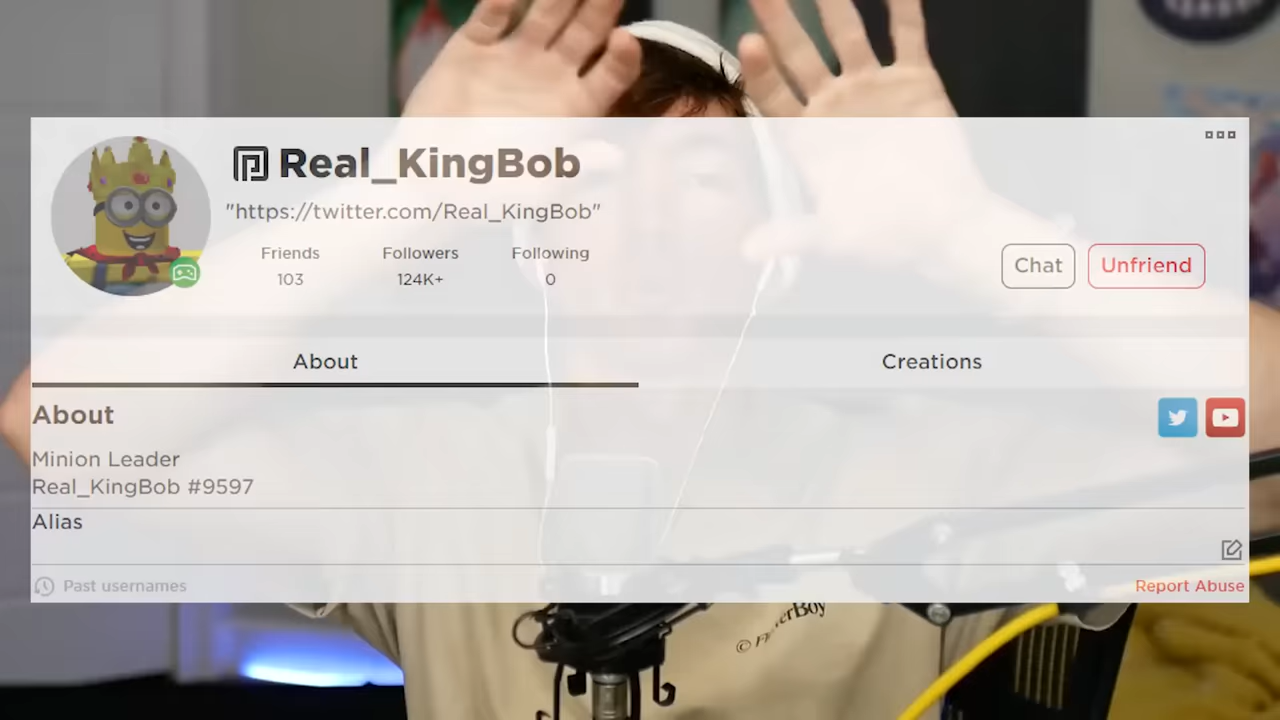 Real_KingBob
"https://twitter.com/Real_KingBob"
Friends Followers Following
103 124K+ 0
Chat Unfriend
About Creations
About
Minion Leader
Real_KingBob #9597
Alias
Past usernames Report Abuse